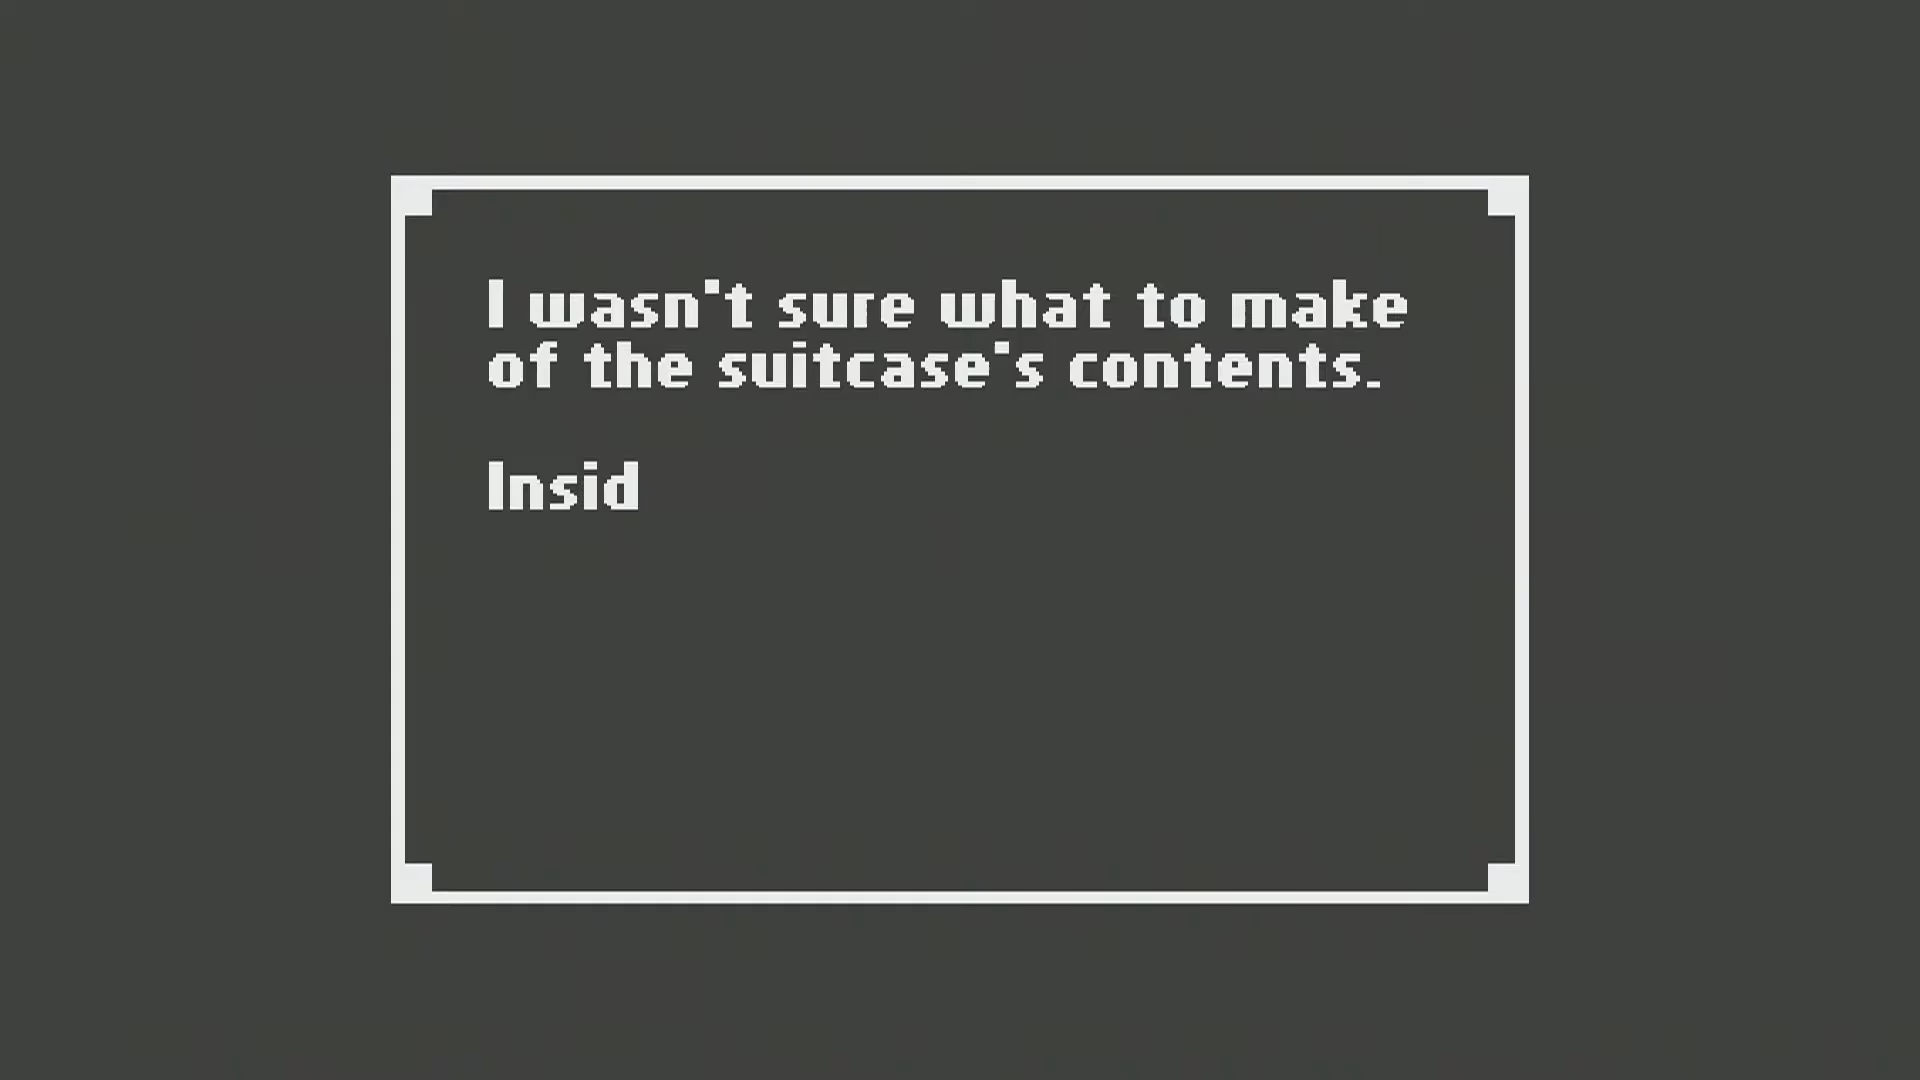 I wasn't sure what to make
of the suitcase's contents.
Insid